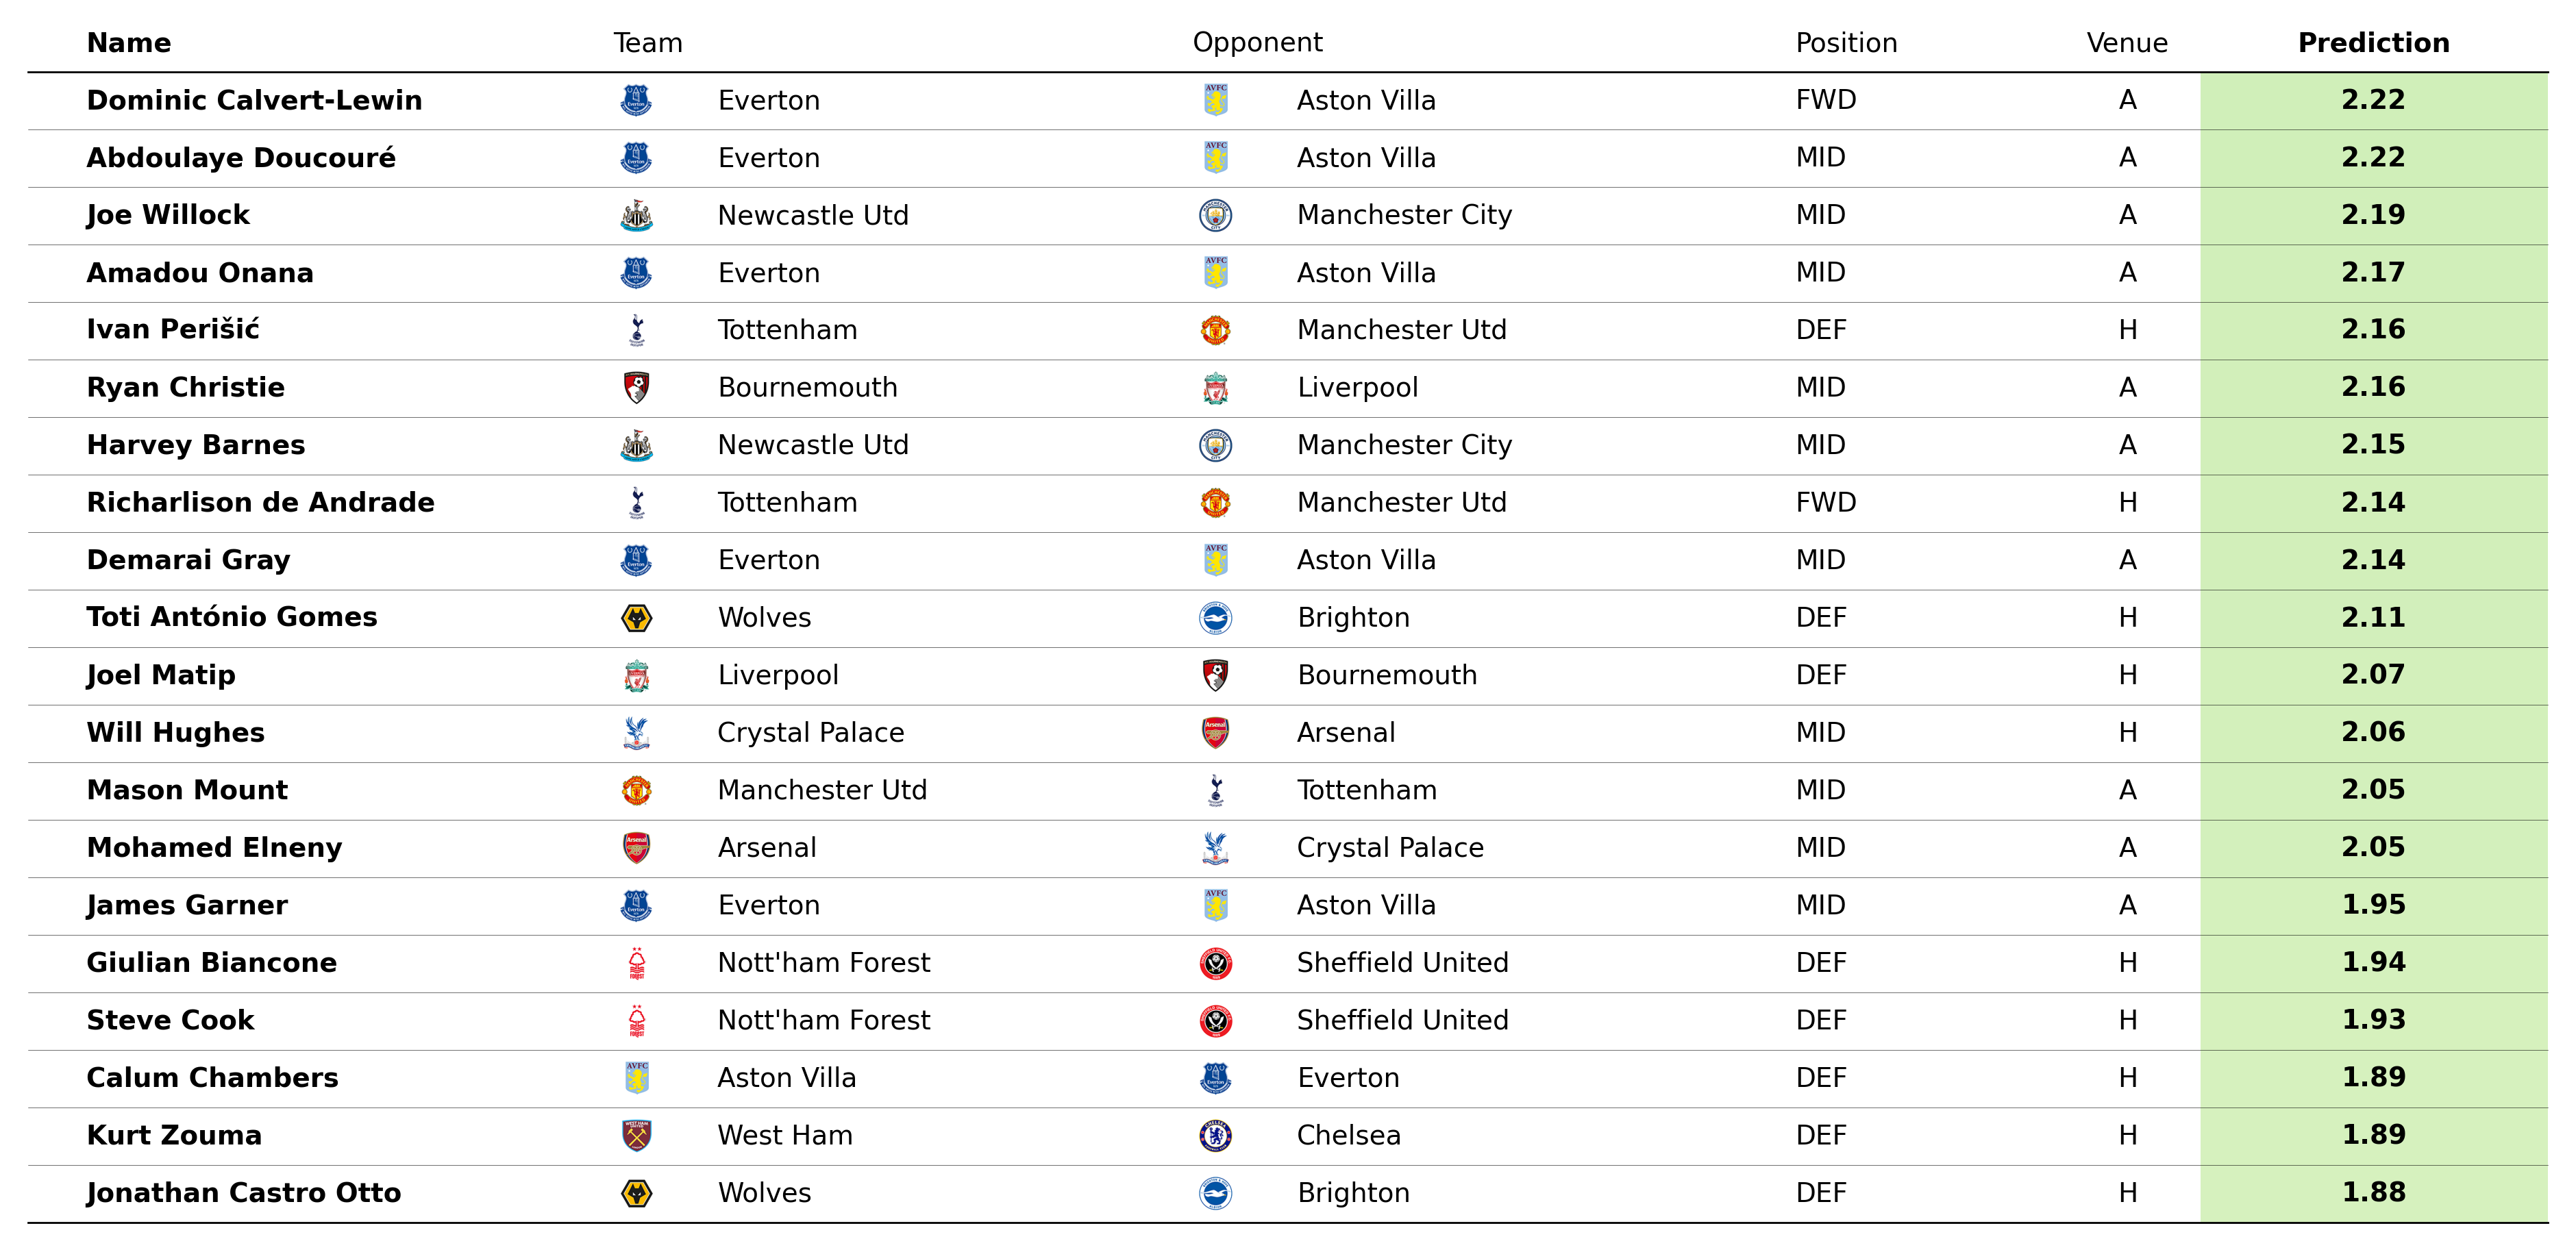 Name Team Opponent Position Venue Prediction
Dominic Calvert-Lewin Everton Aston Villa FWD A 2.22
Abdoulaye Doucouré Everton Aston Villa MID A 2.22
Joe Willock Newcastle Utd Manchester City MID A 2.19
Amadou Onana Everton Aston Villa MID A 2.17
Ivan Perišić Tottenham Manchester Utd DEF H 2.16
Ryan Christie Bournemouth Liverpool MID A 2.16
Harvey Barnes Newcastle Utd Manchester City MID A 2.15
Richarlison de Andrade Tottenham Manchester Utd FWD H 2.14
Demarai Gray Everton Aston Villa MID A 2.14
Toti António Gomes Wolves Brighton DEF H 2.11
Joel Matip Liverpool Bournemouth DEF H 2.07
Will Hughes Crystal Palace Arsenal MID H 2.06
Mason Mount Manchester Utd Tottenham MID A 2.05
Mohamed Elneny Arsenal Crystal Palace MID A 2.05
James Garner Everton Aston Villa MID A 1.95
Giulian Biancone Nott'ham Forest Sheffield United DEF H 1.94
Steve Cook Nott'ham Forest Sheffield United DEF H 1.93
Calum Chambers Aston Villa Everton DEF H 1.89
Kurt Zouma West Ham Chelsea DEF H 1.89
Jonathan Castro Otto Wolves Brighton DEF H 1.88